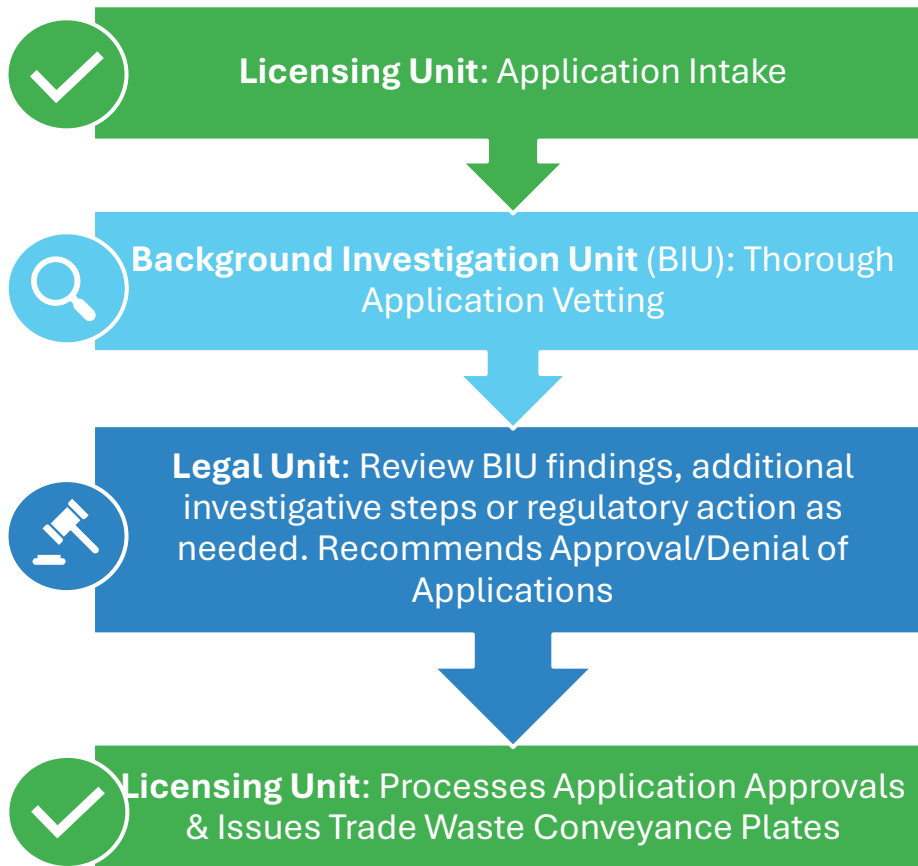 Licensing Unit: Application Intake
Background Investigation Unit (BIU): Thorough
Application Vetting
Legal Unit: Review BIU findings, additional
investigative steps or regulatory action as
needed. Recommends Approval/Denial of
Applications
Licensing Unit: Processes Application Approvals
& Issues Trade Waste Conveyance Plates